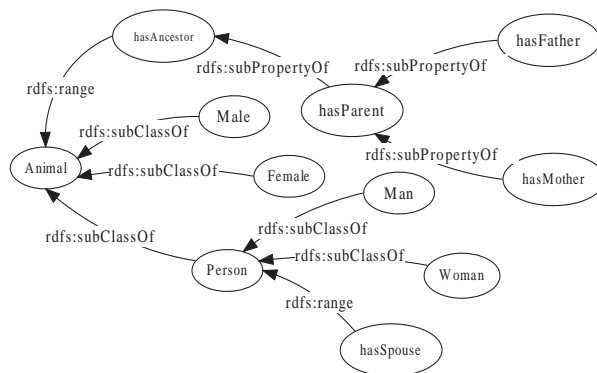 hasAncestor
hasFather
rdfs:subPropertyOf
rdfs:subPropertyOf
rdfs:range
hasParent
Male
rdfs:subClassOf
Animal
rdfs:subClassOf
Female
rdfs:subPropertyOf
hasMother
Man
rdfs:subClassOf
rdfs:subClassOf
Person
rdfs:subClassOf
Woman
rdfs:range
hasSpouse